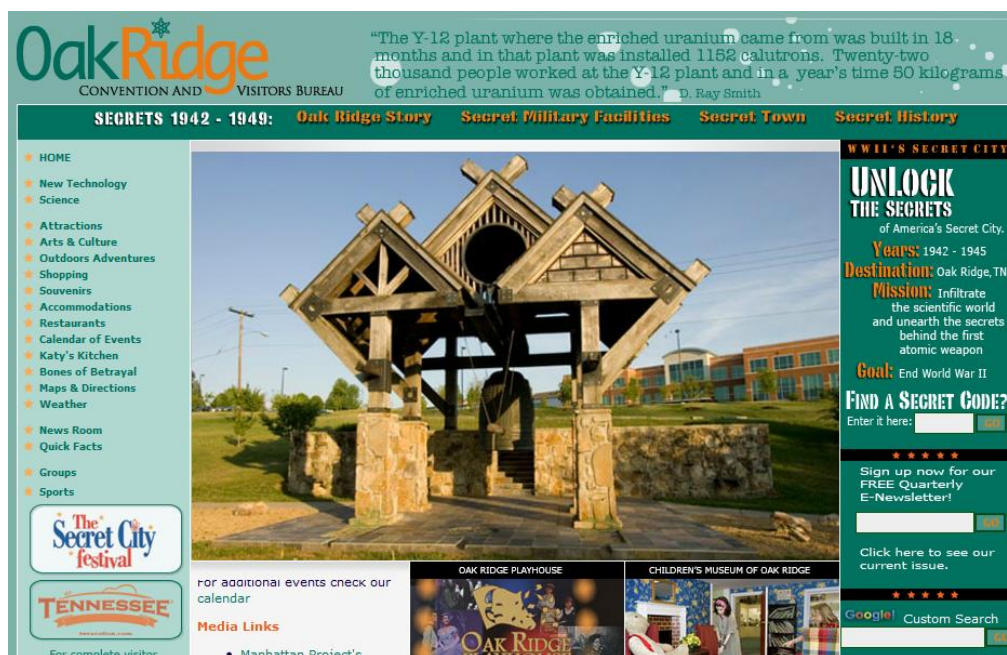 OakRidge
CONVENTION AND VISITORS BUREAU
“The Y-12 plant where the enriched uranium came from was built in 18
months and in that plant was installed 1152 calutrons. Twenty-two
thousand people worked at the Y-12 plant and in a year’s time 50 kilograms
of enriched uranium was obtained.” D. Ray Smith
SECRETS 1942 - 1949: Oak Ridge Story Secret Military Facilities Secret Town Secret History
HOME
New Technology
Science
Attractions
Arts & Culture
Outdoors Adventures
Shopping
Souvenirs
Accommodations
Restaurants
Calendar of Events
Katy's Kitchen
Bones of Betrayal
Maps & Directions
Weather
News Room
Quick Facts
Groups
Sports
The
Secret City
festival
TENNESSEE
For complete visitor
For additional events check our
calendar
Media Links
Manhattan Project's
OAK RIDGE PLAYHOUSE
OAK RIDGE
CHILDREN'S MUSEUM OF OAK RIDGE
WWII'S SECRET CITY
UNLOCK
THE SECRETS
of America's Secret City.
Years: 1942 - 1945
Destination: Oak Ridge, TN
Mission: Infiltrate
the scientific world
and unearth the secrets
behind the first
atomic weapon
Goal: End World War II
FIND A SECRET CODE?
Enter it here: GO
Sign up now for our
FREE Quarterly
E-Newsletter!
GO
Click here to see our
current issue.
Google! Custom Search
GO